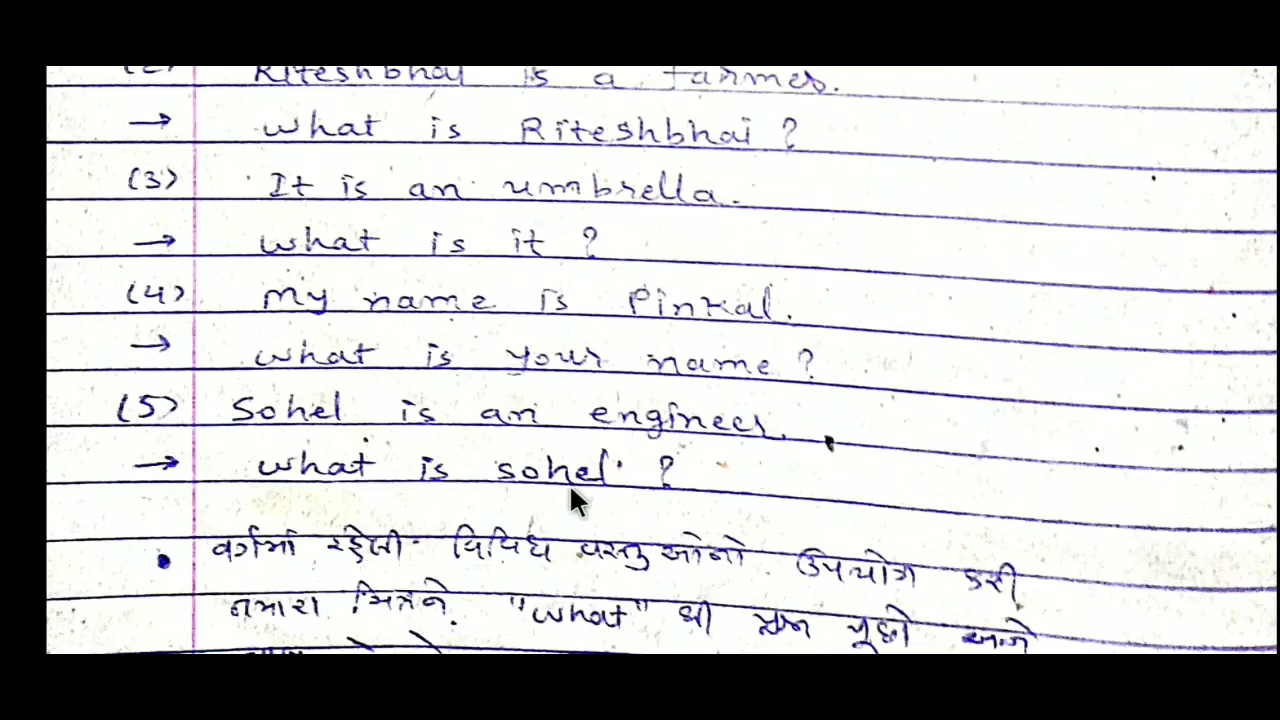 (2) Riteshbhai is a farmer.
→ What is Riteshbhai ?
(3) It is an umbrella.
→ What is it ?
(4) My name is Pinkal.
→ What is your name ?
(5) Sohel is an engineer.
→ What is sohel ?
• વર્ગમાં રહેલી વિવિધ વસ્તુઓનો ઉપયોગ કરી
તમારા મિત્રને "What" થી પ્રશ્ન પૂછો અને